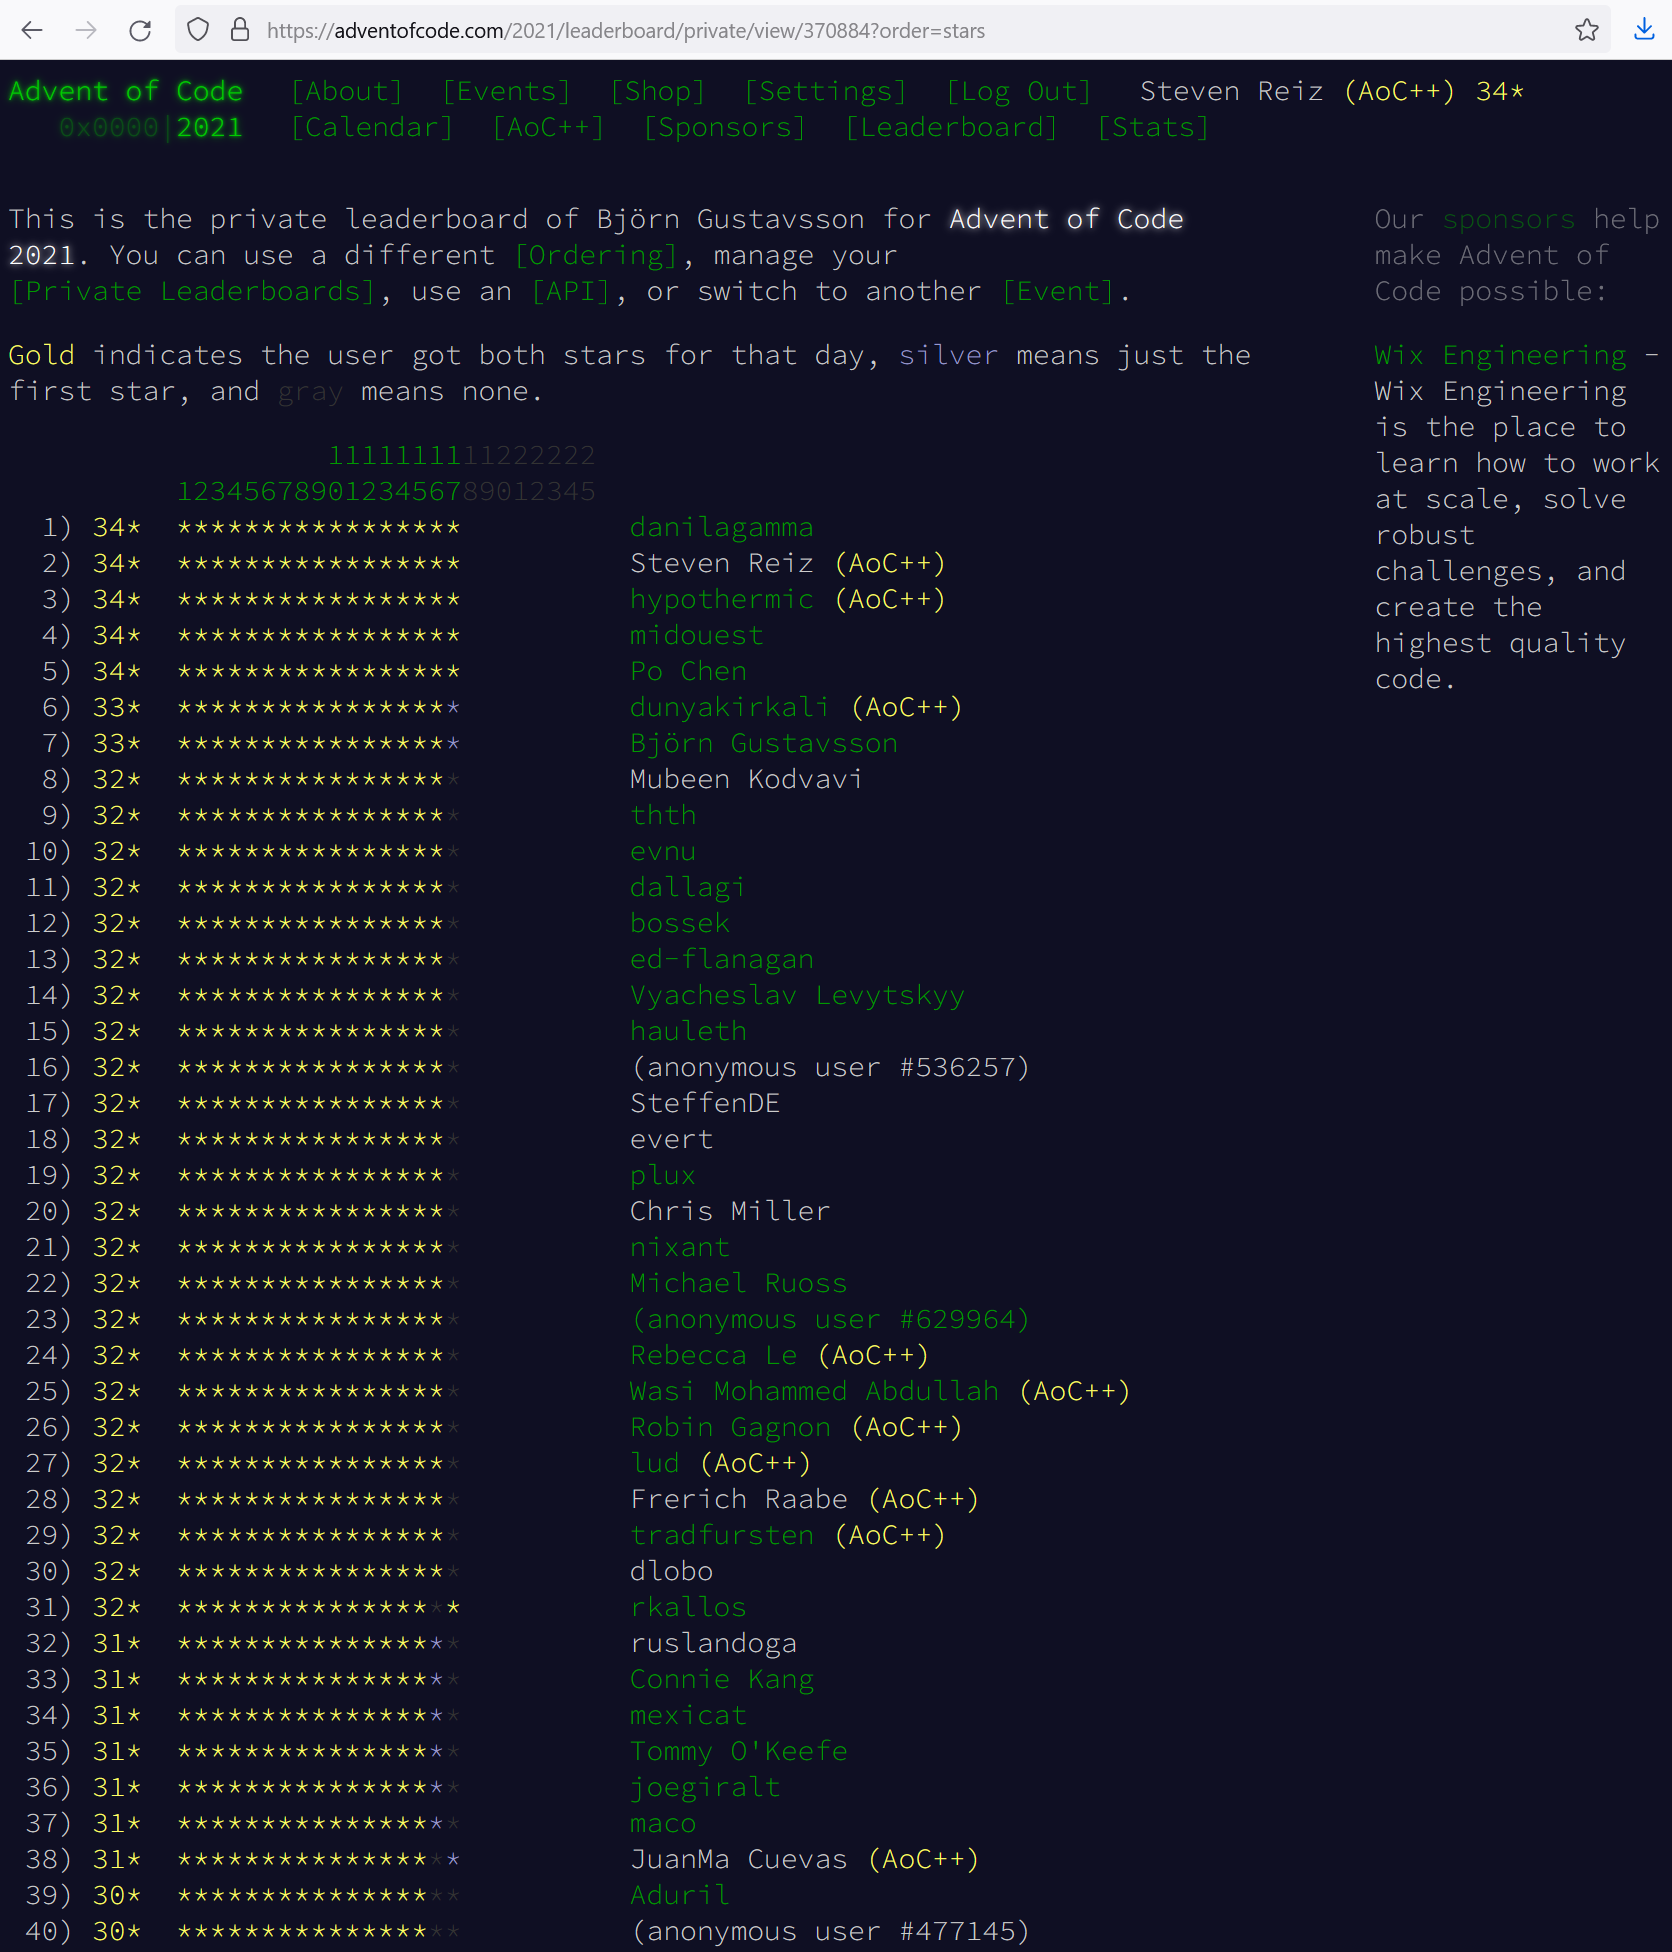 https://adventofcode.com/2021/leaderboard/private/view/370884?order=stars
Advent of Code [About] [Events] [Shop] [Settings] [Log Out] Steven Reiz (AoC++) 34*
0x0000|2021 [Calendar] [AoC++] [Sponsors] [Leaderboard] [Stats]
This is the private leaderboard of Björn Gustavsson for Advent of Code
2021. You can use a different [Ordering], manage your
[Private Leaderboards], use an [API], or switch to another [Event].
Gold indicates the user got both stars for that day, silver means just the
first star, and gray means none.
1111111111222222
1234567890123456789012345
1) 34* ***************** danilagamma
2) 34* ***************** Steven Reiz (AoC++)
3) 34* ***************** hypothermic (AoC++)
4) 34* ***************** midouest
5) 34* ***************** Po Chen
6) 33* ***************** dunyakirkali (AoC++)
7) 33* ***************** Björn Gustavsson
8) 32* ***************** Mubeen Kodvavi
9) 32* ***************** thth
10) 32* ***************** evnu
11) 32* ***************** dallagi
12) 32* ***************** bossek
13) 32* ***************** ed-flanagan
14) 32* ***************** Vyacheslav Levytskyy
15) 32* ***************** hauleth
16) 32* ***************** (anonymous user #536257)
17) 32* ***************** SteffenDE
18) 32* ***************** evert
19) 32* ***************** plux
20) 32* ***************** Chris Miller
21) 32* ***************** nixant
22) 32* ***************** Michael Ruoss
23) 32* ***************** (anonymous user #629964)
24) 32* ***************** Rebecca Le (AoC++)
25) 32* ***************** Wasi Mohammed Abdullah (AoC++)
26) 32* ***************** Robin Gagnon (AoC++)
27) 32* ***************** lud (AoC++)
28) 32* ***************** Frerich Raabe (AoC++)
29) 32* ***************** tradfursten (AoC++)
30) 32* ***************** dlobo
31) 32* ***************** rkallos
32) 31* ***************** ruslandoga
33) 31* ***************** Connie Kang
34) 31* ***************** mexicat
35) 31* ***************** Tommy O'Keefe
36) 31* ***************** joegiralt
37) 31* ***************** maco
38) 31* ***************** JuanMa Cuevas (AoC++)
39) 30* ***************** Aduril
40) 30* ***************** (anonymous user #477145)
Our sponsors help
make Advent of
Code possible:
Wix Engineering -
Wix Engineering
is the place to
learn how to work
at scale, solve
robust
challenges, and
create the
highest quality
code.